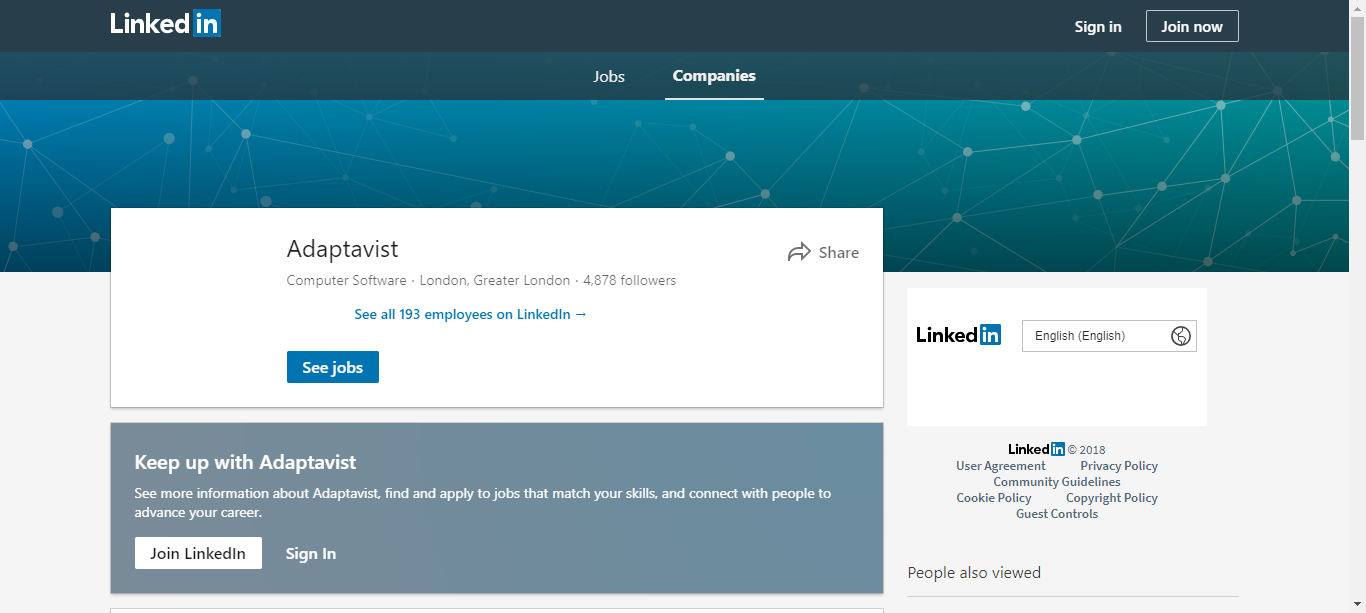 LinkedIn
Sign in
Join now
Jobs
Companies
Adaptavist
Share
Computer Software · London, Greater London · 4,878 followers
See all 193 employees on LinkedIn →
See jobs
LinkedIn
English (English)
Keep up with Adaptavist
See more information about Adaptavist, find and apply to jobs that match your skills, and connect with people to
advance your career.
Join LinkedIn
Sign In
LinkedIn © 2018
User Agreement Privacy Policy
Community Guidelines
Cookie Policy Copyright Policy
Guest Controls
People also viewed